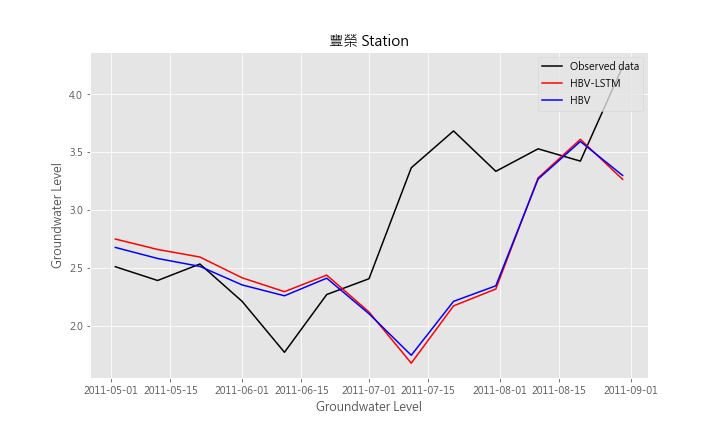 豐榮 Station
Observed data
HBV-LSTM
HBV
Groundwater Level
4.0
3.5
3.0
2.5
2.0
2011-05-01 2011-05-15 2011-06-01 2011-06-15 2011-07-01 2011-07-15 2011-08-01 2011-08-15 2011-09-01
Groundwater Level